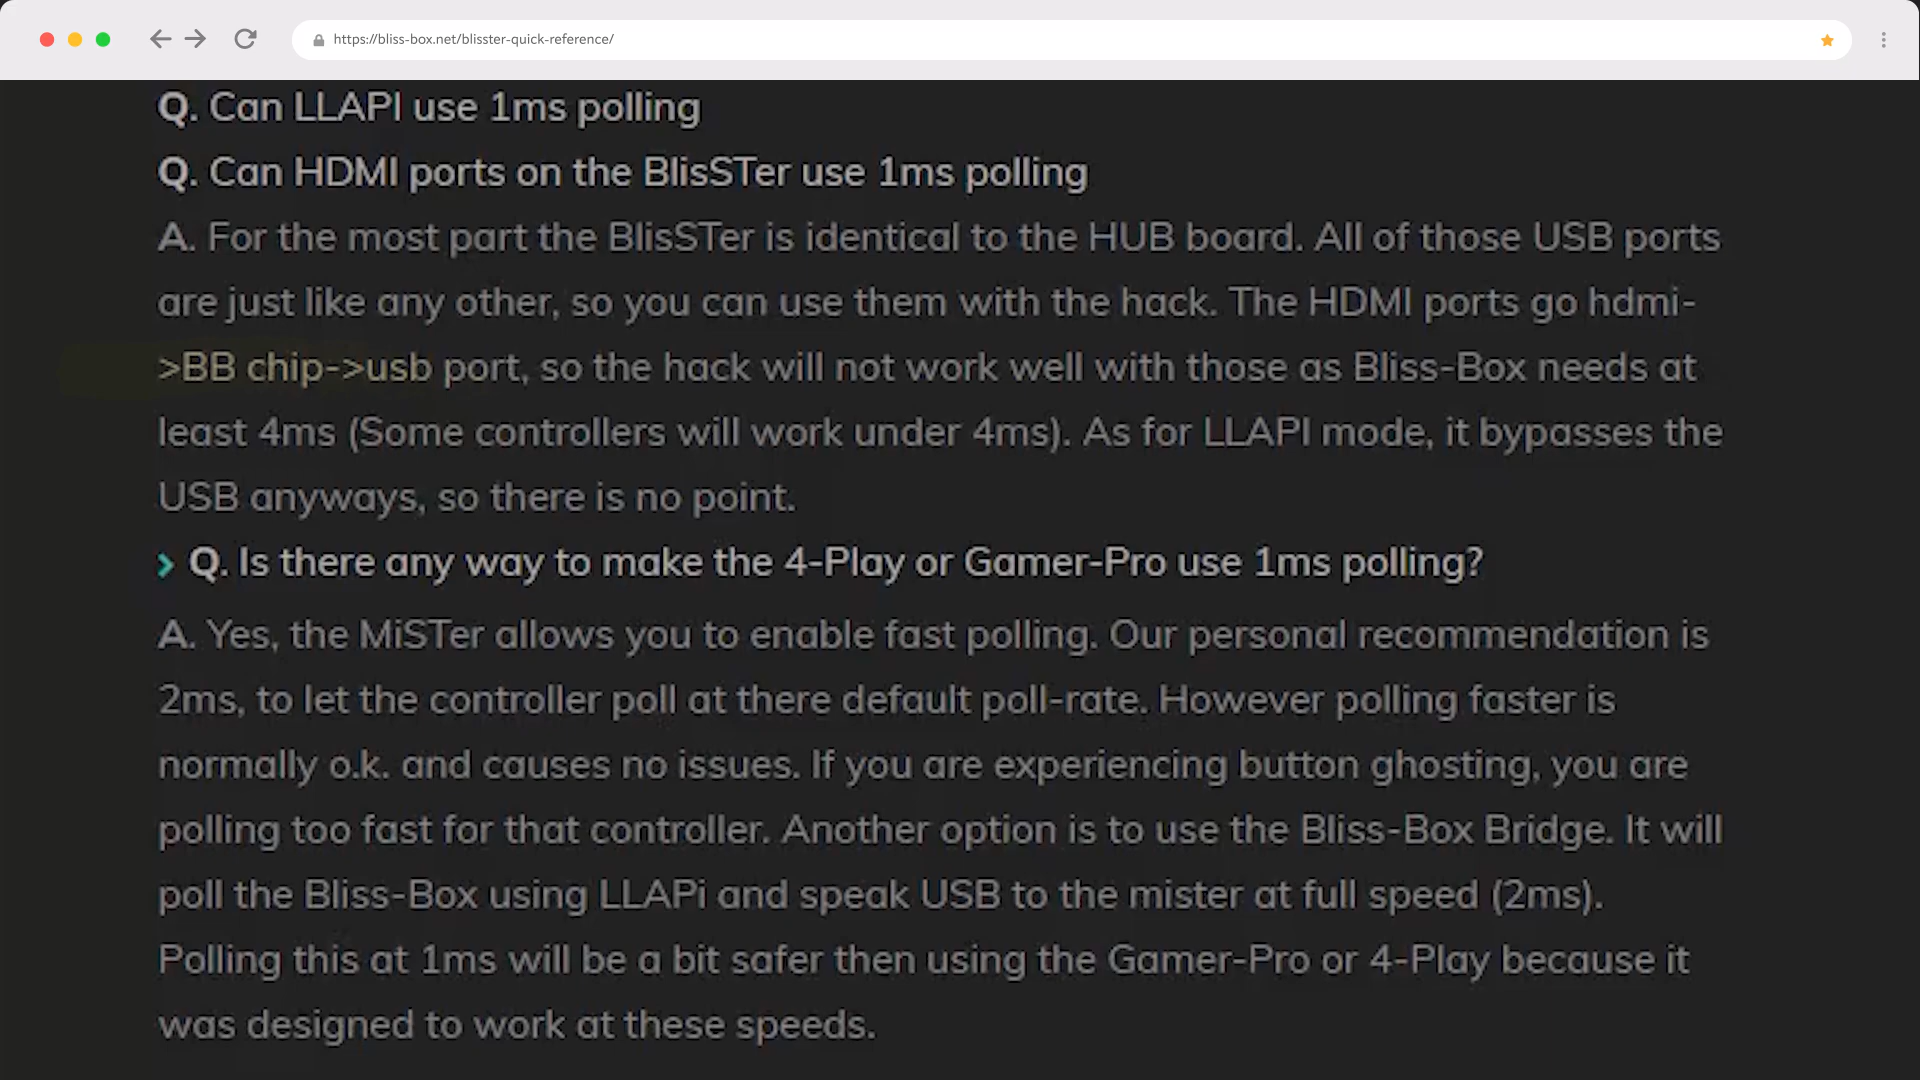 https://bliss-box.net/blisster-quick-reference/
Q. Can LLAPI use 1ms polling
Q. Can HDMI ports on the BlisSTer use 1ms polling
A. For the most part the BlisSTer is identical to the HUB board. All of those USB ports
are just like any other, so you can use them with the hack. The HDMI ports go hdmi-
>BB chip->usb port, so the hack will not work well with those as Bliss-Box needs at
least 4ms (Some controllers will work under 4ms). As for LLAPI mode, it bypasses the
USB anyways, so there is no point.
Q. Is there any way to make the 4-Play or Gamer-Pro use 1ms polling?
A. Yes, the MiSTer allows you to enable fast polling. Our personal recommendation is
2ms, to let the controller poll at there default poll-rate. However polling faster is
normally o.k. and causes no issues. If you are experiencing button ghosting, you are
polling too fast for that controller. Another option is to use the Bliss-Box Bridge. It will
poll the Bliss-Box using LLAPi and speak USB to the mister at full speed (2ms).
Polling this at 1ms will be a bit safer then using the Gamer-Pro or 4-Play because it
was designed to work at these speeds.